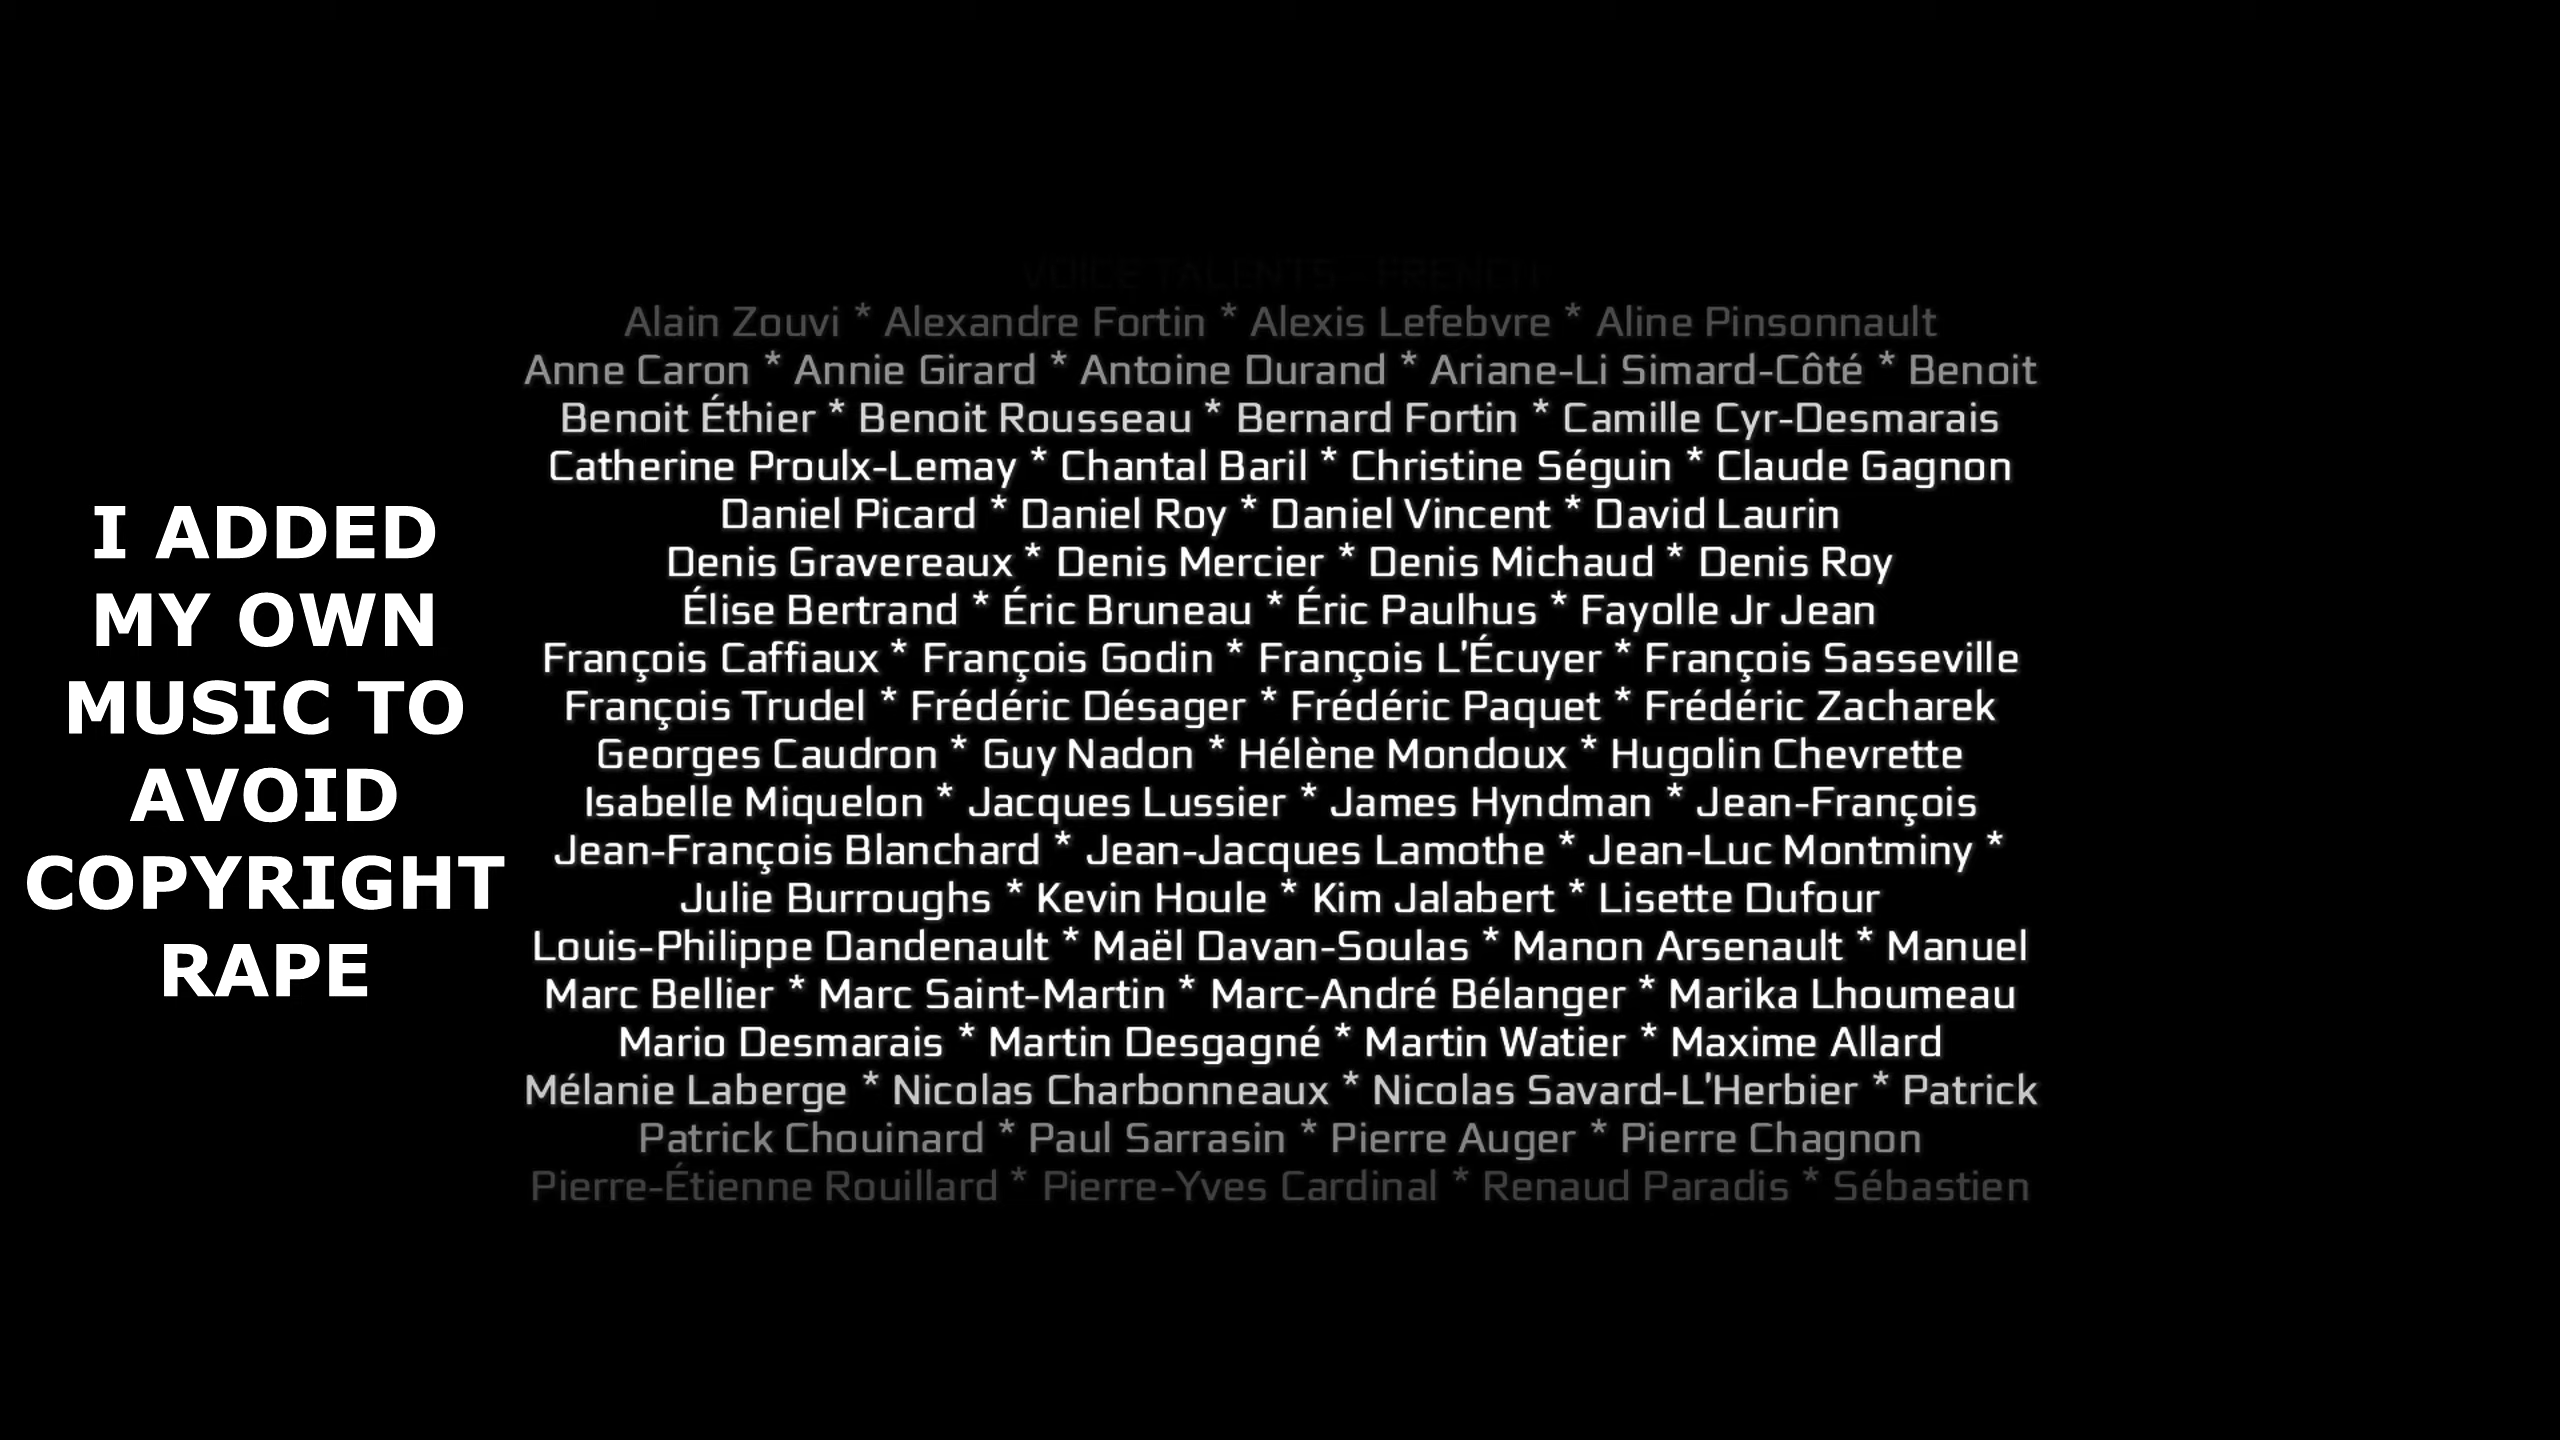 I ADDED
MY OWN
MUSIC TO
AVOID
COPYRIGHT
RAPE
VOICE TALENTS - FRENCH
Alain Zouvi * Alexandre Fortin * Alexis Lefebvre * Aline Pinsonnault
Anne Caron * Annie Girard * Antoine Durand * Ariane-Li Simard-Côté * Benoit
Benoit Éthier * Benoit Rousseau * Bernard Fortin * Camille Cyr-Desmarais
Catherine Proulx-Lemay * Chantal Baril * Christine Séguin * Claude Gagnon
Daniel Picard * Daniel Roy * Daniel Vincent * David Laurin
Denis Gravereaux * Denis Mercier * Denis Michaud * Denis Roy
Élise Bertrand * Éric Bruneau * Éric Paulhus * Fayolle Jr Jean
François Caffiaux * François Godin * François L'Écuyer * François Sasseville
François Trudel * Frédéric Désager * Frédéric Paquet * Frédéric Zacharek
Georges Caudron * Guy Nadon * Hélène Mondoux * Hugolin Chevrette
Isabelle Miquelon * Jacques Lussier * James Hyndman * Jean-François
Jean-François Blanchard * Jean-Jacques Lamothe * Jean-Luc Montminy *
Julie Burroughs * Kevin Houle * Kim Jalabert * Lisette Dufour
Louis-Philippe Dandenault * Maël Davan-Soulas * Manon Arsenault * Manuel
Marc Bellier * Marc Saint-Martin * Marc-André Bélanger * Marika Lhoumeau
Mario Desmarais * Martin Desgagné * Martin Watier * Maxime Allard
Mélanie Laberge * Nicolas Charbonneaux * Nicolas Savard-L'Herbier * Patrick
Patrick Chouinard * Paul Sarrasin * Pierre Auger * Pierre Chagnon
Pierre-Étienne Rouillard * Pierre-Yves Cardinal * Renaud Paradis * Sébastien